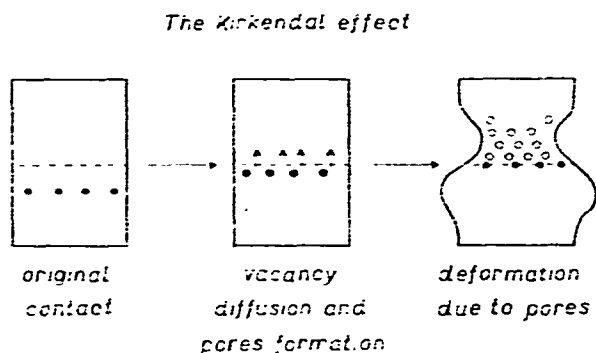 The Kirkendal effect
original
contact
vacancy
diffusion and
pores formation
deformation
due to pores